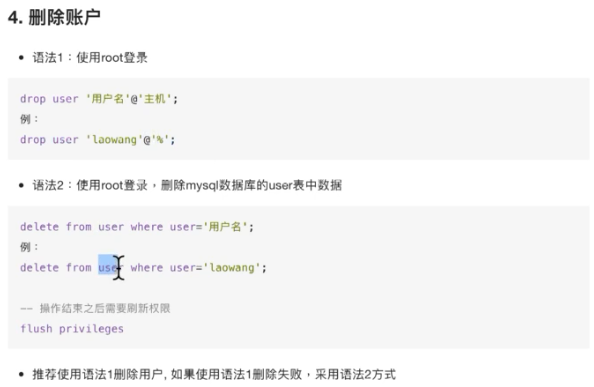 4. 删除账户
语法1：使用root登录
drop user '用户名'@'主机';
例：
drop user 'laowang'@'%';
语法2：使用root登录，删除mysql数据库的user表中数据
delete from user where user='用户名';
例：
delete from user where user='laowang';
-- 操作结束之后需要刷新权限
flush privileges
推荐使用语法1删除用户, 如果使用语法1删除失败，采用语法2方式